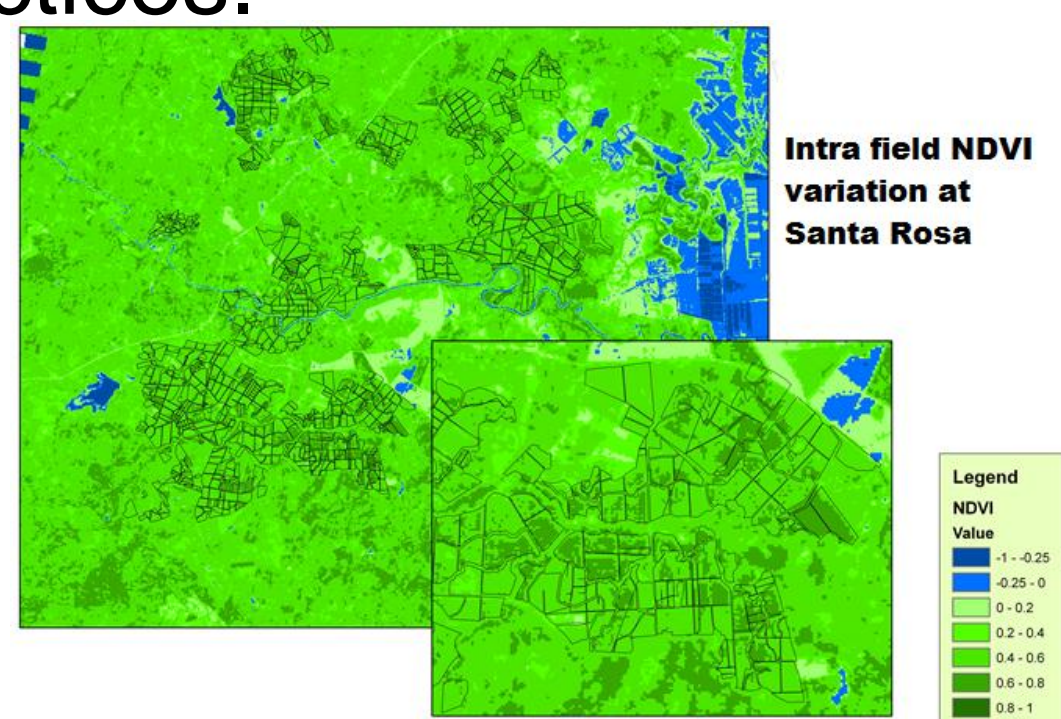 Intra field NDVI
variation at
Santa Rosa
Legend
NDVI
Value
-1 - -0.25
-0.25 - 0
0 - 0.2
0.2 - 0.4
0.4 - 0.6
0.6 - 0.8
0.8 - 1